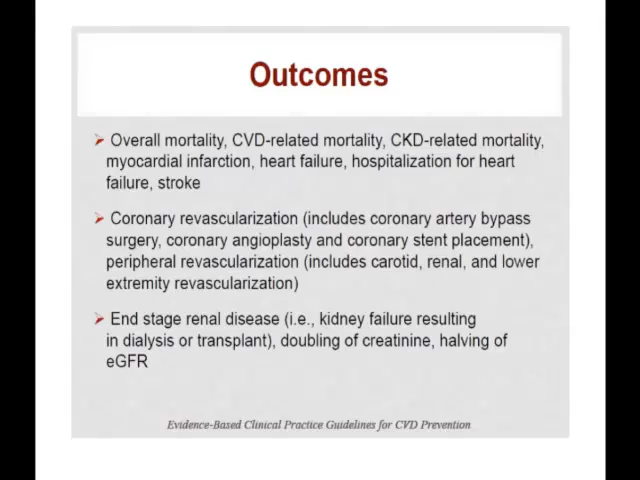 Outcomes
Overall mortality, CVD-related mortality, CKD-related mortality,
myocardial infarction, heart failure, hospitalization for heart
failure, stroke
Coronary revascularization (includes coronary artery bypass
surgery, coronary angioplasty and coronary stent placement),
peripheral revascularization (includes carotid, renal, and lower
extremity revascularization)
End stage renal disease (i.e., kidney failure resulting
in dialysis or transplant), doubling of creatinine, halving of
eGFR
Evidence-Based Clinical Practice Guidelines for CVD Prevention